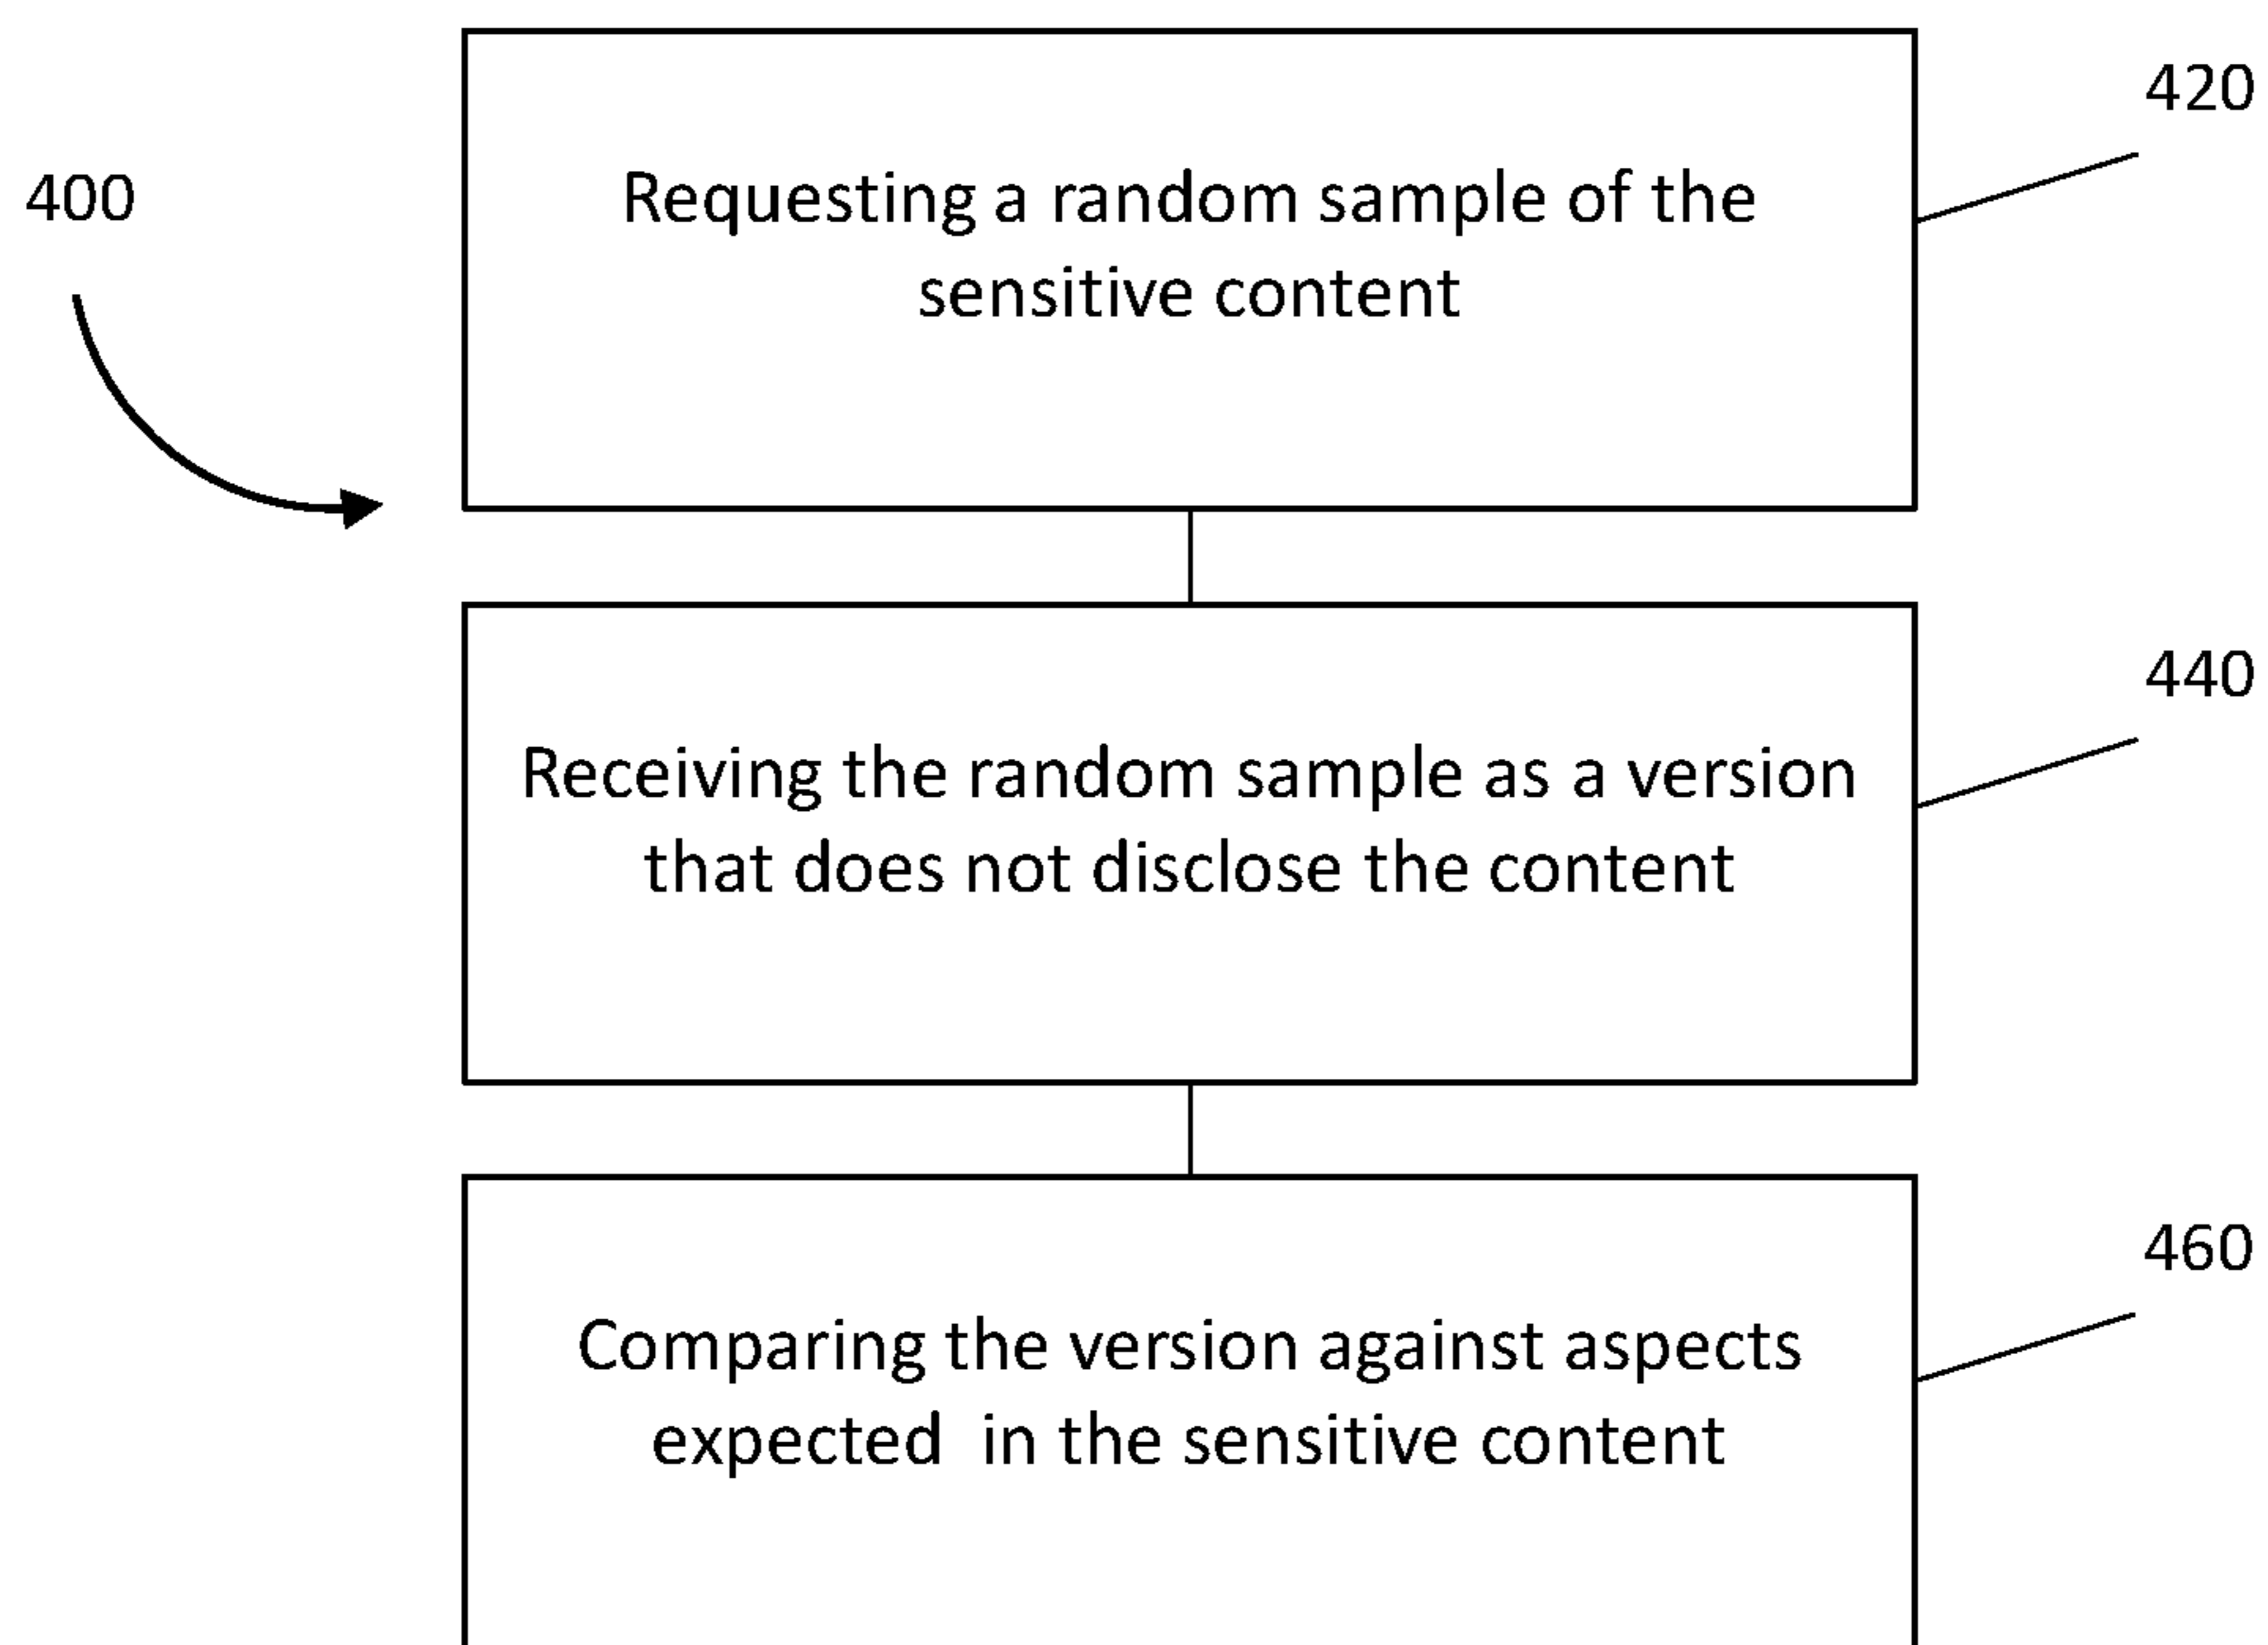 420
400
Requesting a random sample of the
sensitive content
440
Receiving the random sample as a version
that does not disclose the content
460
Comparing the version against aspects
expected  in the sensitive content